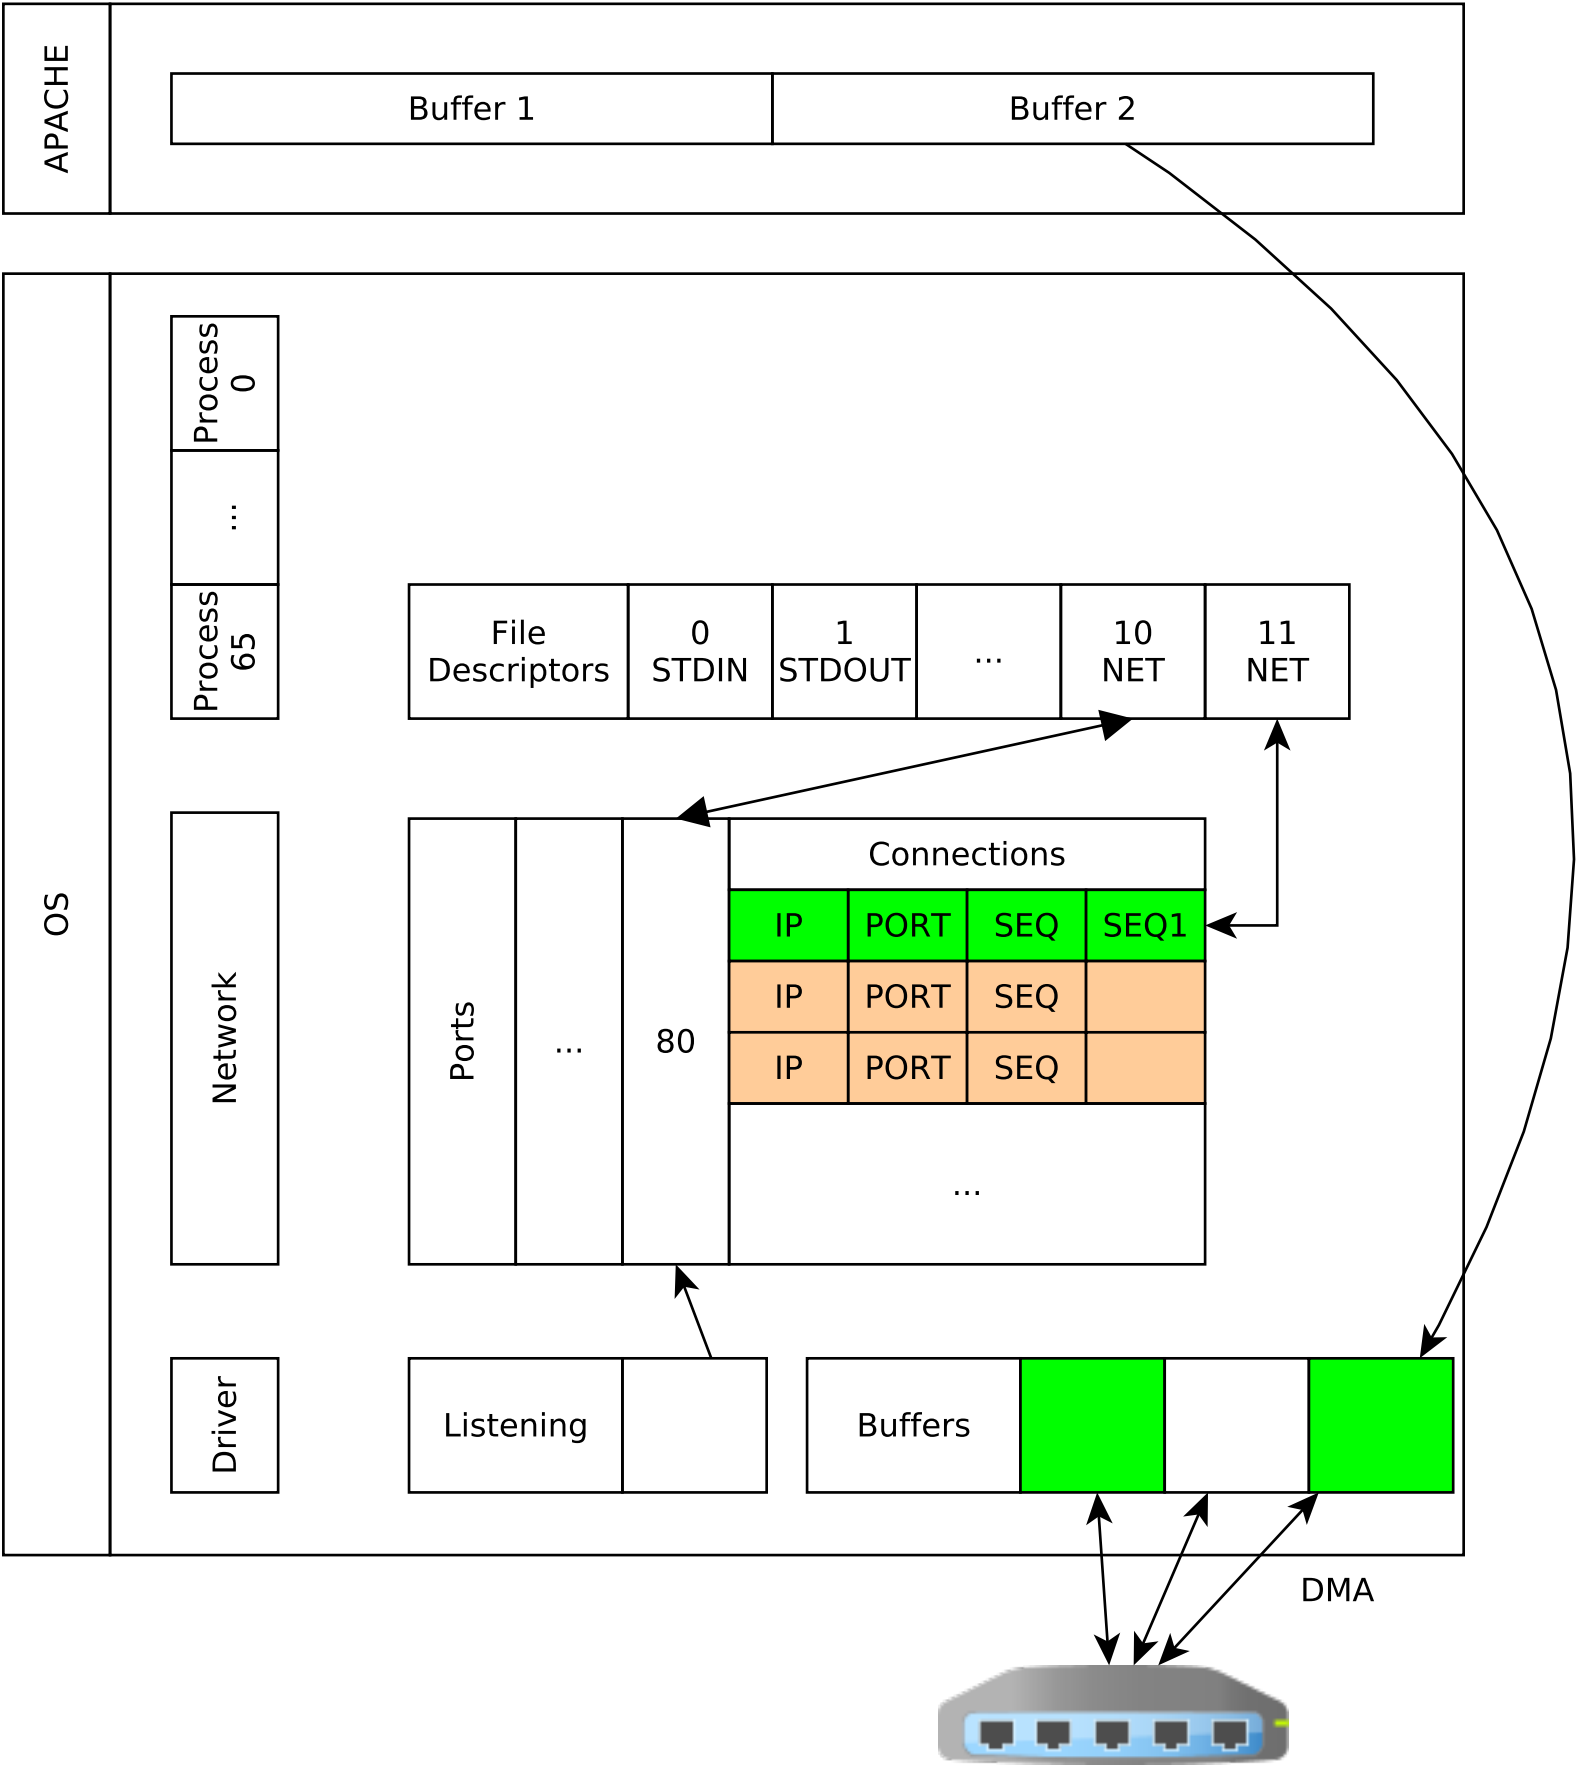 APACHE
Buffer 1
Buffer 2
OS
Process
0
...
Process
65
File
Descriptors
0
STDIN
1
STDOUT
...
10
NET
11
NET
Network
Ports
...
80
Connections
IP
PORT
SEQ
SEQ1
IP
PORT
SEQ
IP
PORT
SEQ
...
Driver
Listening
Buffers
DMA